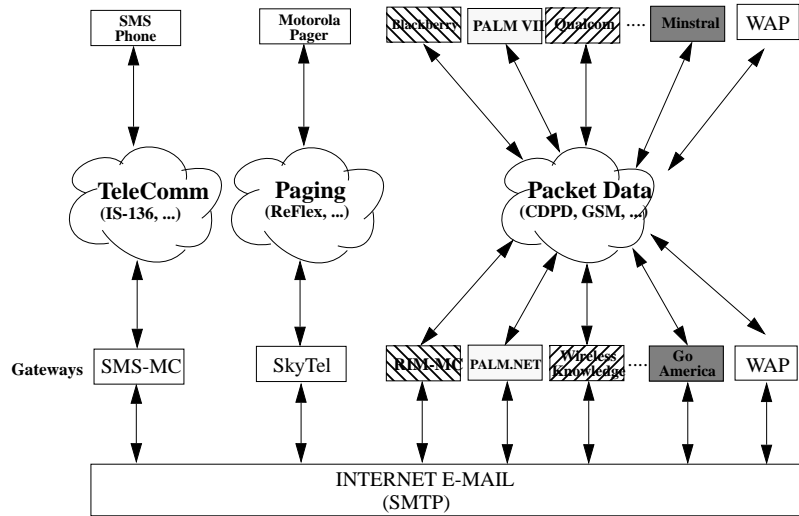 SMS
Phone
Motorola
Pager
Blackberry
PALM VII
Qualcom
....
Minstral
WAP
TeleComm
(IS-136, ...)
Paging
(ReFlex, ...)
Packet Data
(CDPD, GSM, ...)
Gateways
SMS-MC
SkyTel
RIM-MC
PALM.NET
Wireless
Knowledge
....
Go
America
WAP
INTERNET E-MAIL
(SMTP)